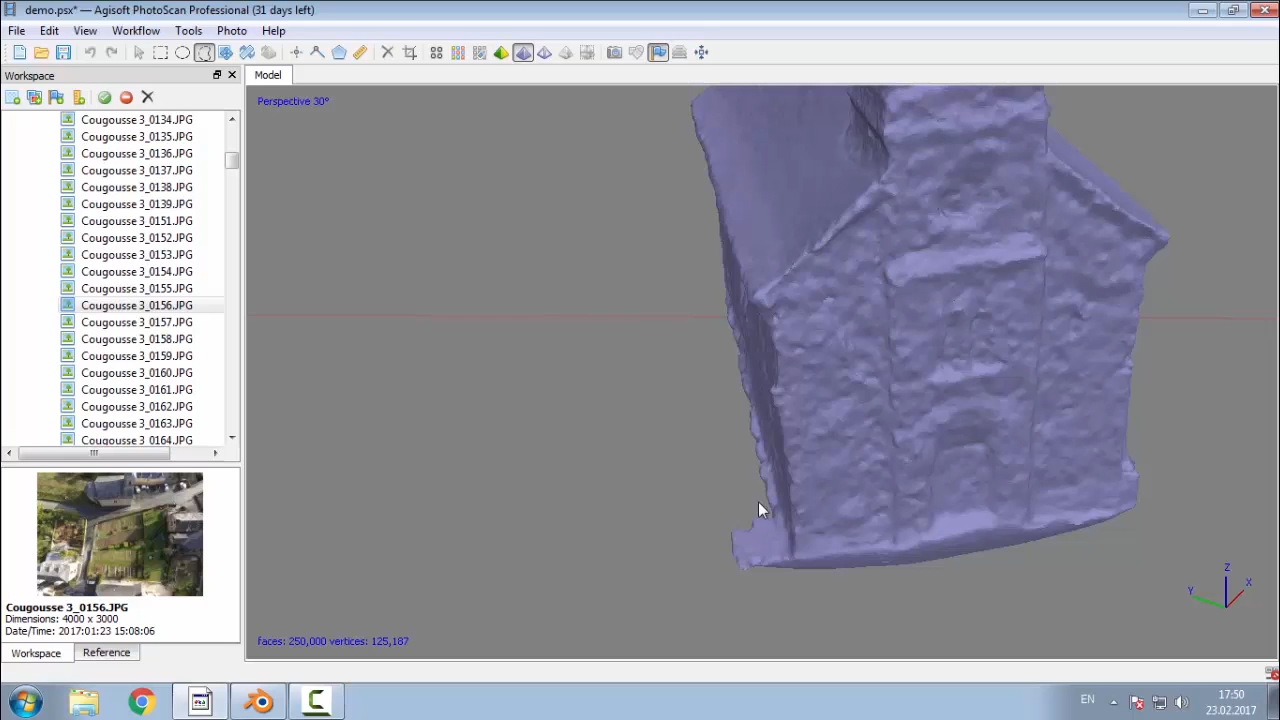 demo.psx* — Agisoft PhotoScan Professional (31 days left)
File Edit View Workflow Tools Photo Help
Workspace
Model
Perspective 30°
Cougousse 3_0134.JPG
Cougousse 3_0135.JPG
Cougousse 3_0136.JPG
Cougousse 3_0137.JPG
Cougousse 3_0138.JPG
Cougousse 3_0139.JPG
Cougousse 3_0151.JPG
Cougousse 3_0152.JPG
Cougousse 3_0153.JPG
Cougousse 3_0154.JPG
Cougousse 3_0155.JPG
Cougousse 3_0156.JPG
Cougousse 3_0157.JPG
Cougousse 3_0158.JPG
Cougousse 3_0159.JPG
Cougousse 3_0160.JPG
Cougousse 3_0161.JPG
Cougousse 3_0162.JPG
Cougousse 3_0163.JPG
Cougousse 3_0164.JPG
Z
X
Y
Cougousse 3_0156.JPG
Dimensions: 4000 x 3000
Date/Time: 2017:01:23 15:08:06
faces: 250,000 vertices: 125,187
Workspace Reference
EN
17:50
23.02.2017